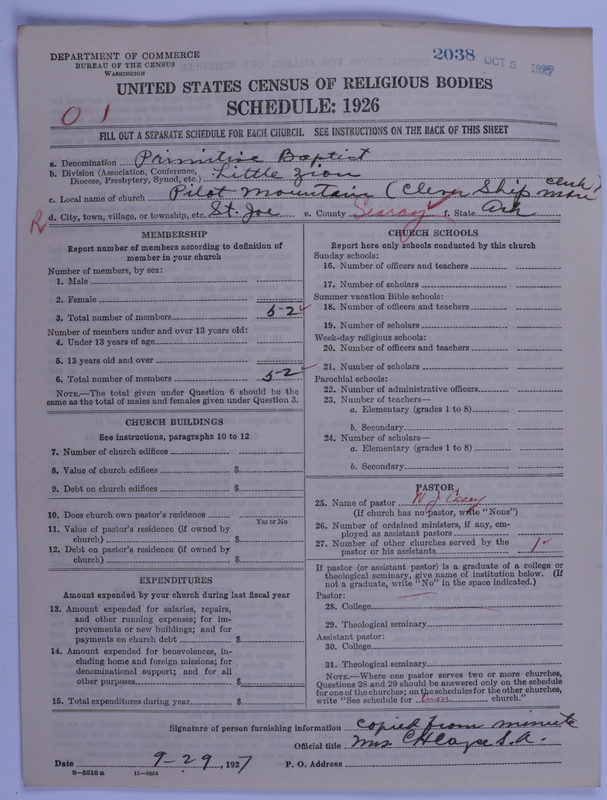 DEPARTMENT OF COMMERCE
BUREAU OF THE CENSUS
WASHINGTON
2038 OCT 5 1927
UNITED STATES CENSUS OF RELIGIOUS BODIES
SCHEDULE: 1926
O 1
FILL OUT A SEPARATE SCHEDULE FOR EACH CHURCH. SEE INSTRUCTIONS ON THE BACK OF THIS SHEET
a. Denomination Primitive Baptist
b. Division (Association, Conference, Diocese, Presbytery, Synod, etc.) Little Zion
c. Local name of church Pilot Mountain (Clever Ship clerk)
R d. City, town, village, or township, etc. St. Joe e. County Searcy f. State Ark
MEMBERSHIP
Report number of members according to definition of
member in your church
Number of members, by sex:
1. Male
2. Female
3. Total number of members 52
Number of members under and over 13 years old:
4. Under 13 years of age
5. 13 years old and over
6. Total number of members 52
NOTE.—The total given under Question 6 should be the
same as the total of males and females given under Question 3.
CHURCH BUILDINGS
See instructions, paragraphs 10 to 12
7. Number of church edifices
8. Value of church edifices $
9. Debt on church edifices $
10. Does church own pastor's residence
Yes or No
11. Value of pastor's residence (if owned by
church) $
12. Debt on pastor's residence (if owned by
church) $
EXPENDITURES
Amount expended by your church during last fiscal year
13. Amount expended for salaries, repairs,
and other running expenses; for im-
provements or new buildings; and for
payments on church debt $
14. Amount expended for benevolences, in-
cluding home and foreign missions; for
denominational support; and for all
other purposes $
15. Total expenditures during year $
CHURCH SCHOOLS
Report here only schools conducted by this church
Sunday schools:
16. Number of officers and teachers
17. Number of scholars
Summer vacation Bible schools:
18. Number of officers and teachers
19. Number of scholars
Week-day religious schools:
20. Number of officers and teachers
21. Number of scholars
Parochial schools:
22. Number of administrative officers
23. Number of teachers—
a. Elementary (grades 1 to 8)
b. Secondary
24. Number of scholars—
a. Elementary (grades 1 to 8)
b. Secondary
PASTOR
25. Name of pastor W J Casey
(If church has no pastor, write "None")
26. Number of ordained ministers, if any, em-
ployed as assistant pastors
27. Number of other churches served by the
pastor or his assistants 1
If pastor (or assistant pastor) is a graduate of a college or
theological seminary, give name of institution below. (If
not a graduate, write "No" in the space indicated.)
Pastor:
28. College
29. Theological seminary
Assistant pastor:
30. College
31. Theological seminary
NOTE.—Where one pastor serves two or more churches,
Questions 28 and 29 should be answered only on the schedule
for one of the churches; on the schedules for the other churches,
write "See schedule for church."
Signature of person furnishing information Copied from minute
Official title Mrs. C H Cayce S.A.
Date 9-29, 1927 P. O. Address
8—5518a 11—9034